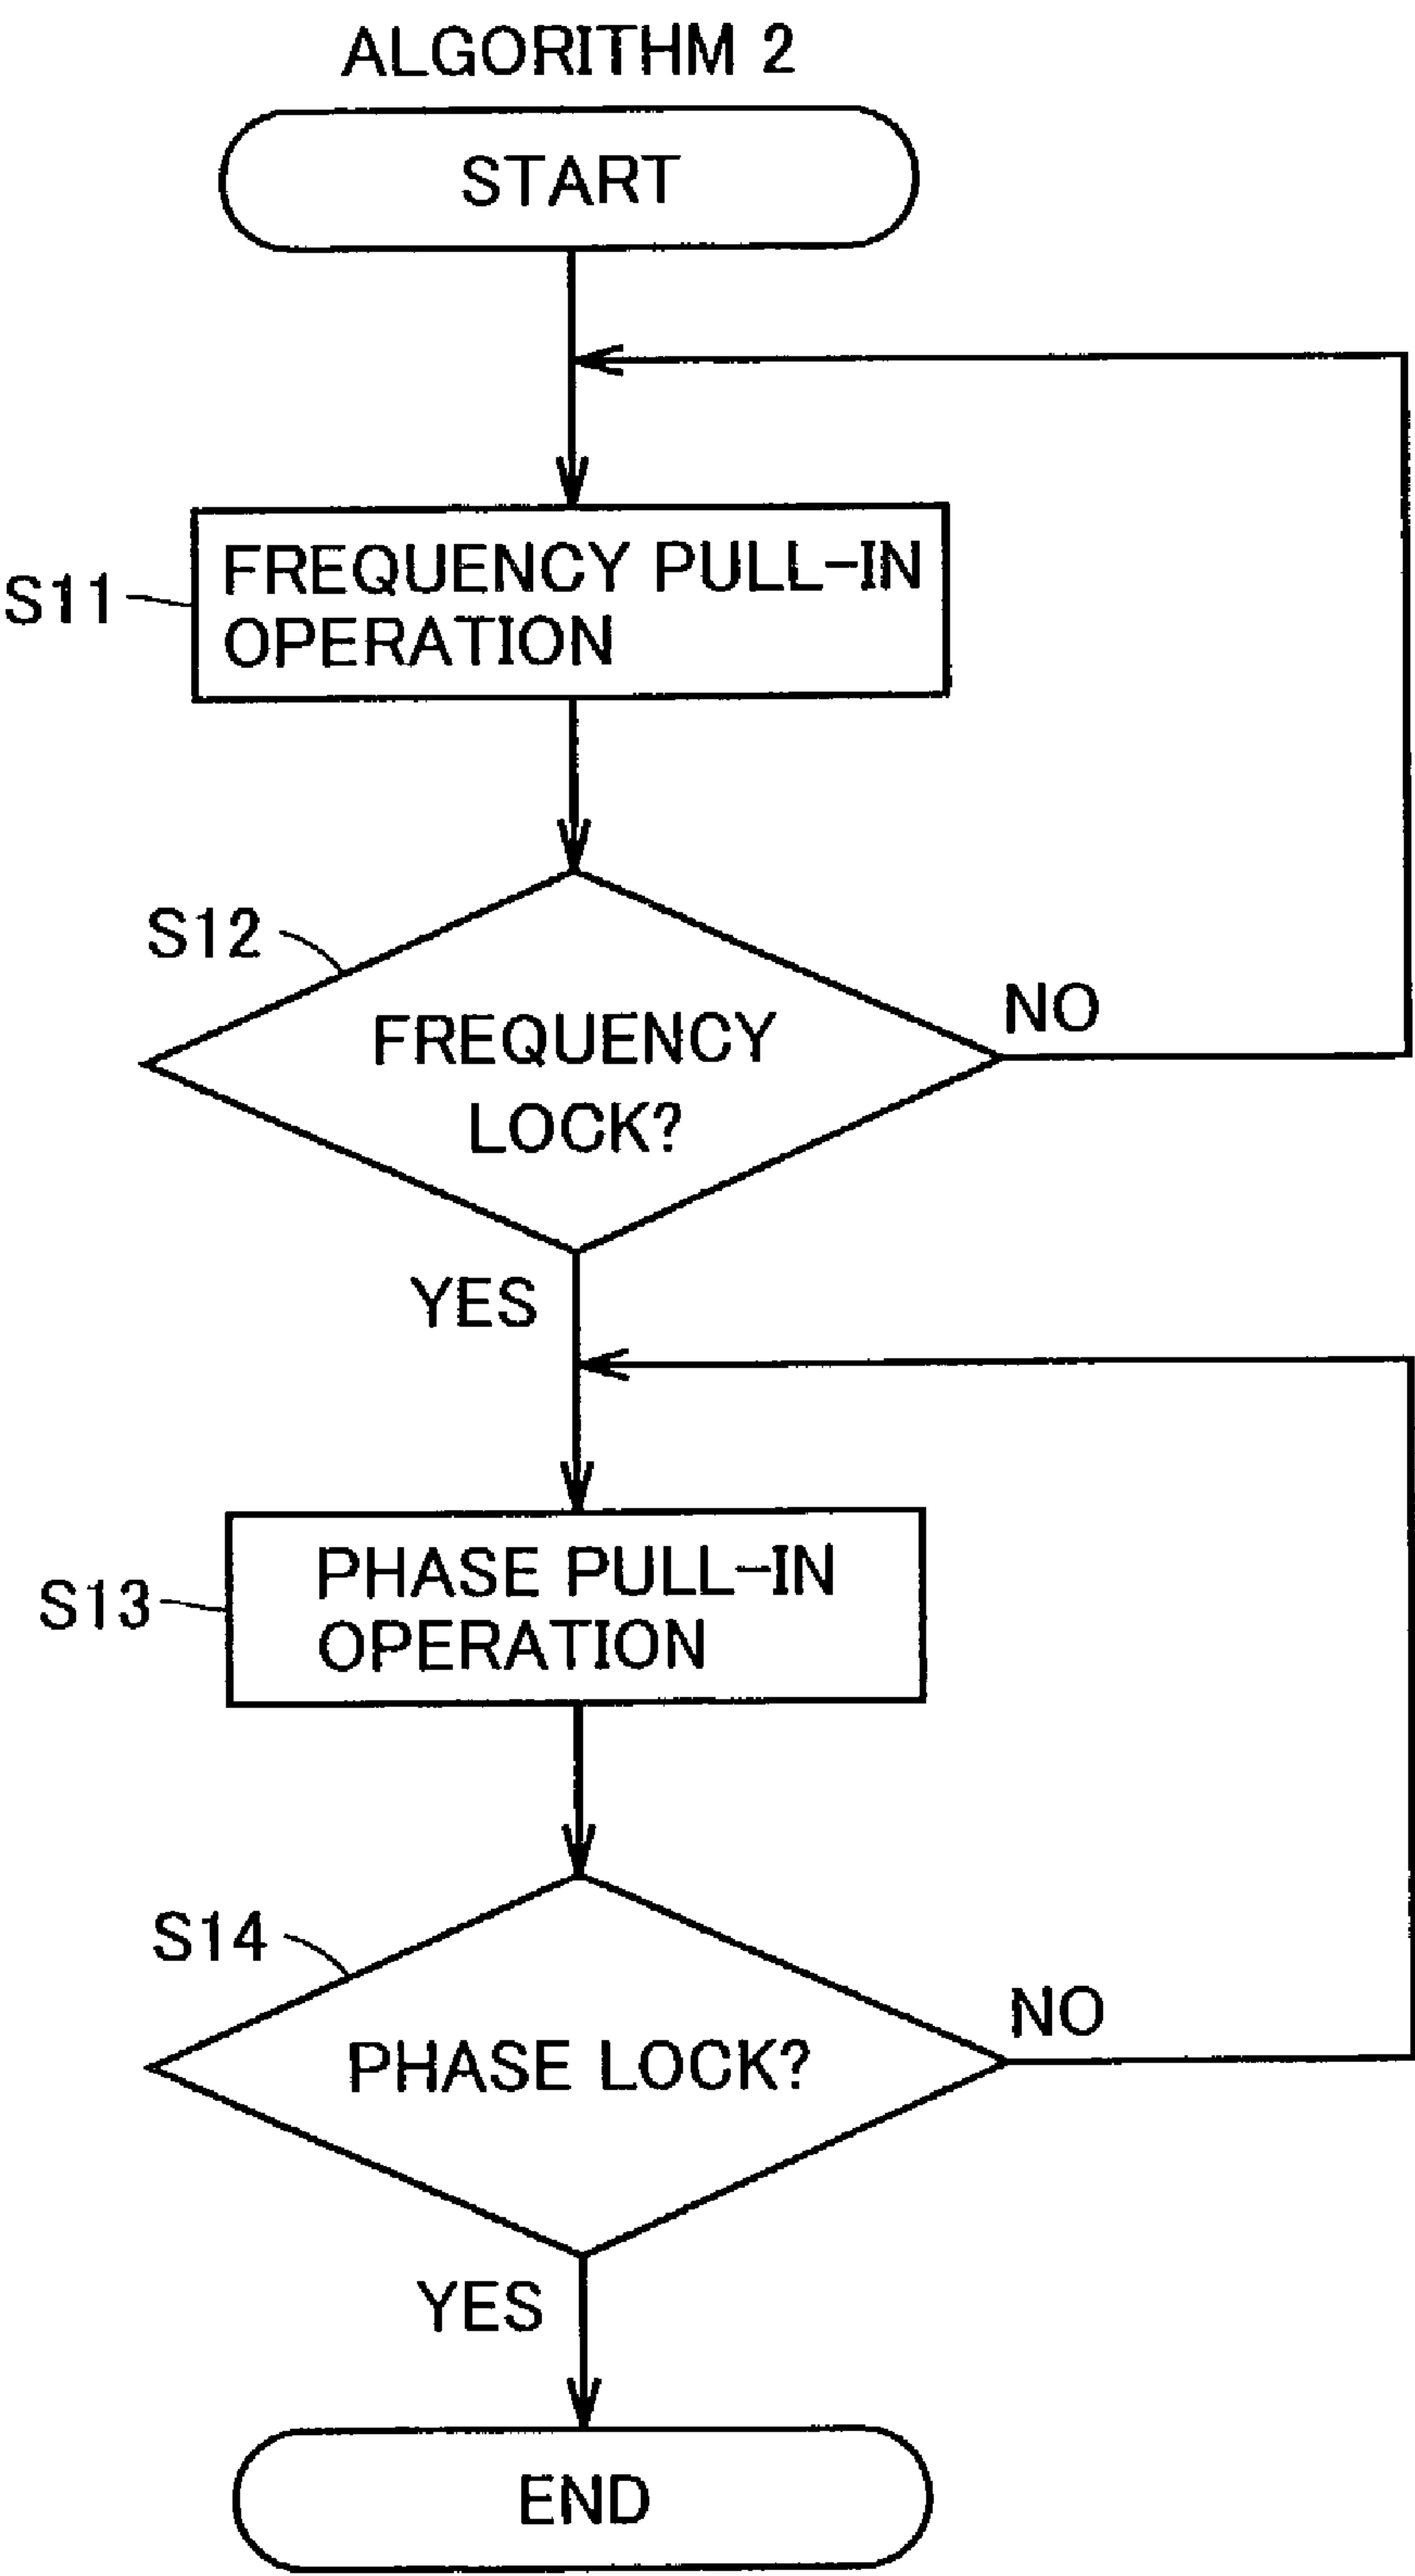 ALGORITHM 2
START
S11
FREQUENCY PULL-IN
OPERATION
S12
FREQUENCY
LOCK?
NO
YES
S13
PHASE PULL-IN
OPERATION
S14
PHASE LOCK?
NO
YES
END